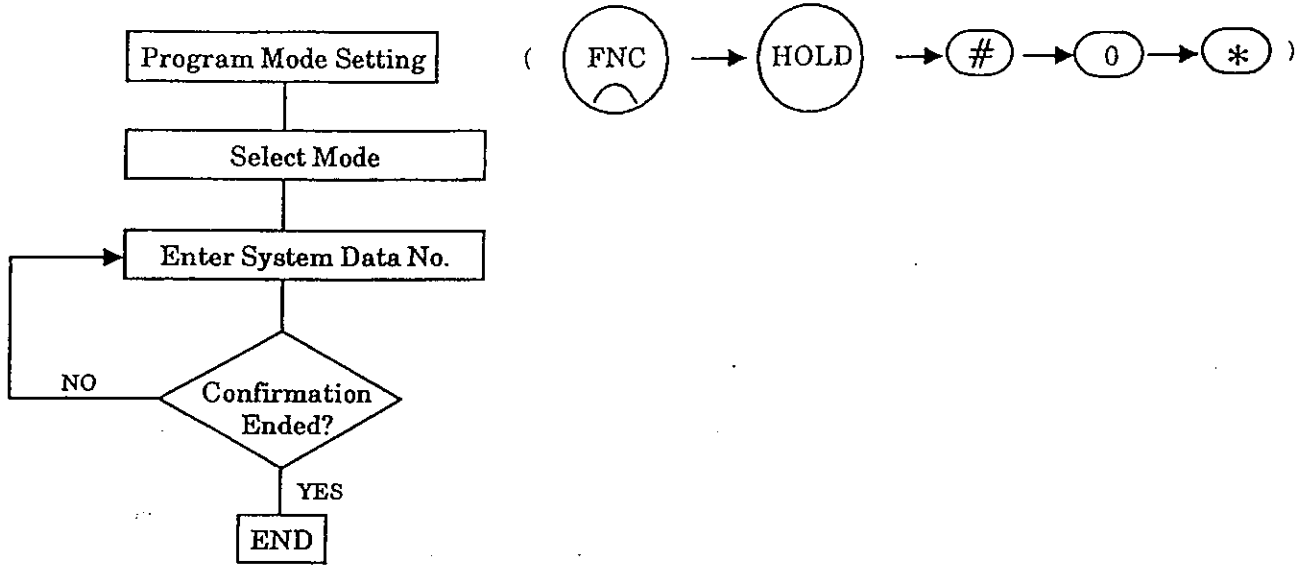 Program Mode Setting ( FNC HOLD # 0 * )
Select Mode
Enter System Data No.
NO
Confirmation
Ended?
YES
END